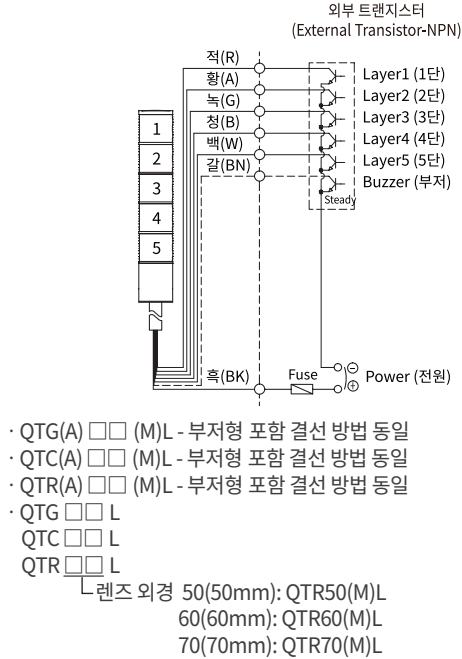 외부 트랜지스터
(External Transistor-NPN)
적(R)
Layer1 (1단)
황(A)
Layer2 (2단)
녹(G)
Layer3 (3단)
청(B)
Layer4 (4단)
백(W)
Layer5 (5단)
갈(BN)
Buzzer (부저)
Steady
1
2
3
4
5
흑(BK)
Fuse
⊖
⊕
Power (전원)
· QTG(A) □□ (M)L - 부저형 포함 결선 방법 동일
· QTC(A) □□ (M)L - 부저형 포함 결선 방법 동일
· QTR(A) □□ (M)L - 부저형 포함 결선 방법 동일
· QTG □□ L
QTC □□ L
QTR □□ L
렌즈 외경 50(50mm): QTR50(M)L
60(60mm): QTR60(M)L
70(70mm): QTR70(M)L